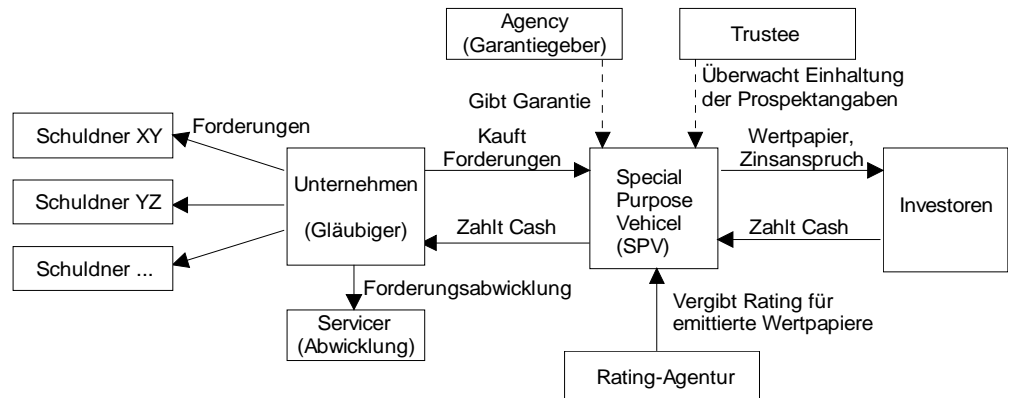 Agency
(Garantiegeber)
Trustee
Gibt Garantie
Überwacht Einhaltung
der Prospektangaben
Schuldner XY
Forderungen
Kauft
Forderungen
Wertpapier,
Zinsanspruch
Schuldner YZ
Unternehmen
(Gläubiger)
Special
Purpose
Vehicel
(SPV)
Investoren
Zahlt Cash
Zahlt Cash
Schuldner ...
Forderungsabwicklung
Servicer
(Abwicklung)
Vergibt Rating für
emittierte Wertpapiere
Rating-Agentur